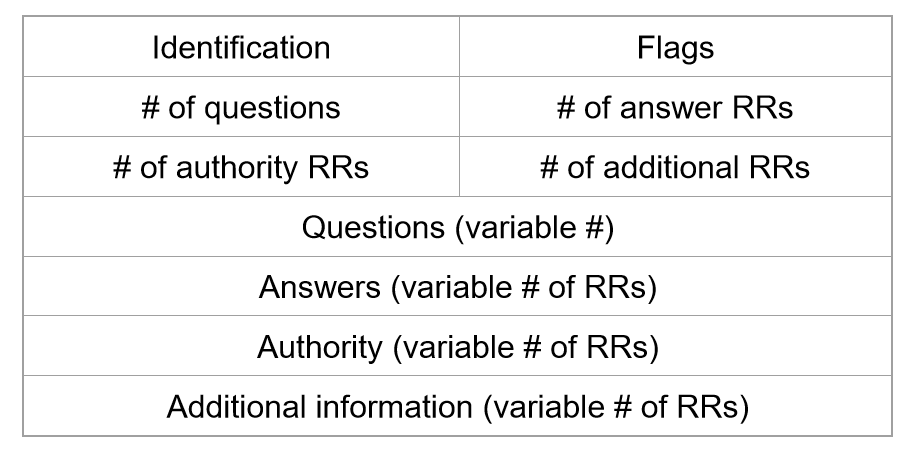 Identification
Flags
# of questions
# of answer RRs
# of authority RRs
# of additional RRs
Questions (variable #)
Answers (variable # of RRs)
Authority (variable # of RRs)
Additional information (variable # of RRs)